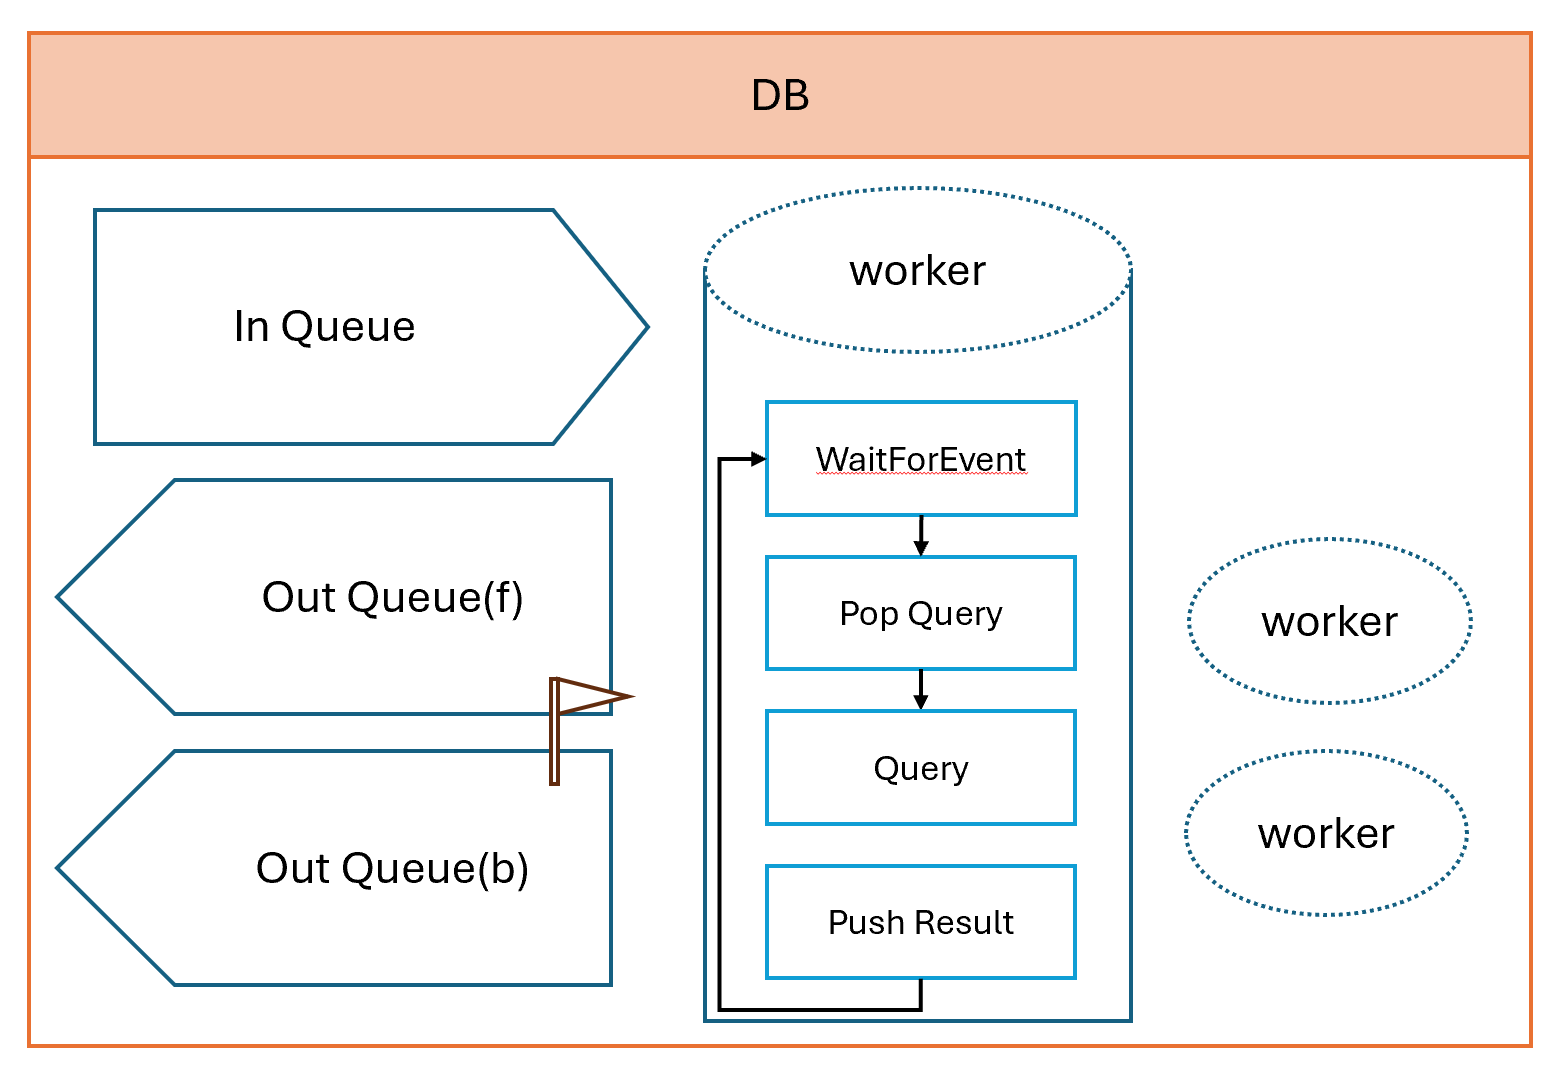 DB
In Queue
Out Queue(f)
Out Queue(b)
worker
WaitForEvent
Pop Query
Query
Push Result
worker
worker